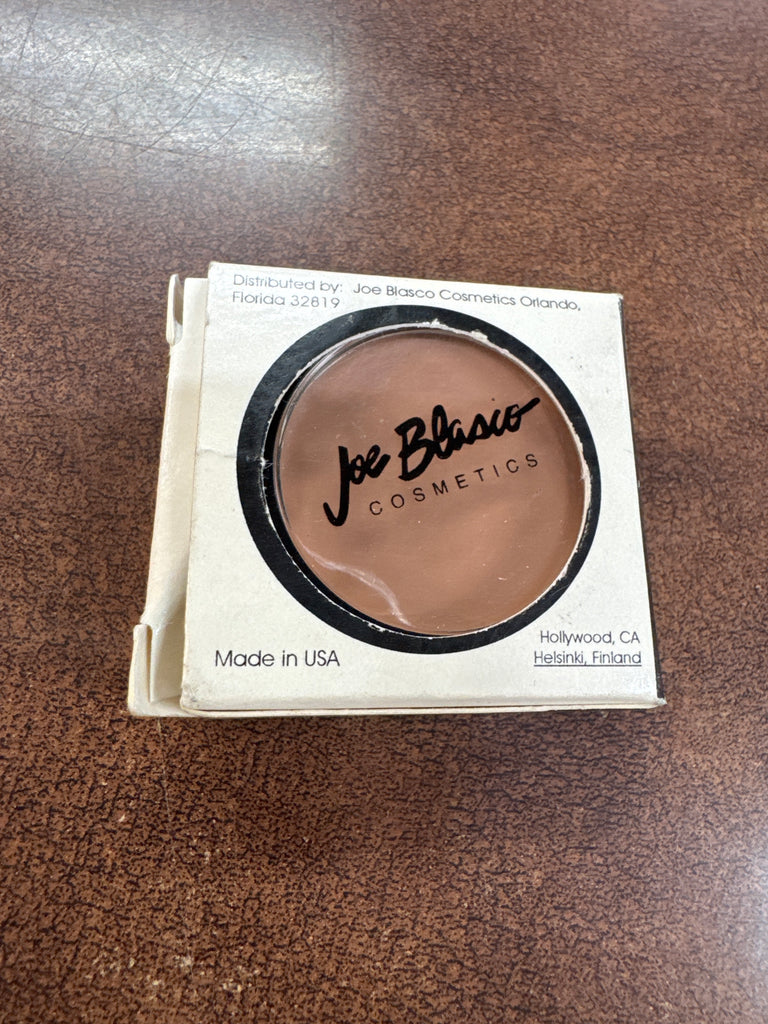 Distributed by: Joe Blasco Cosmetics Orlando,
Florida 32819
Joe Blasco
COSMETICS
Hollywood, CA
Made in USA
Helsinki, Finland